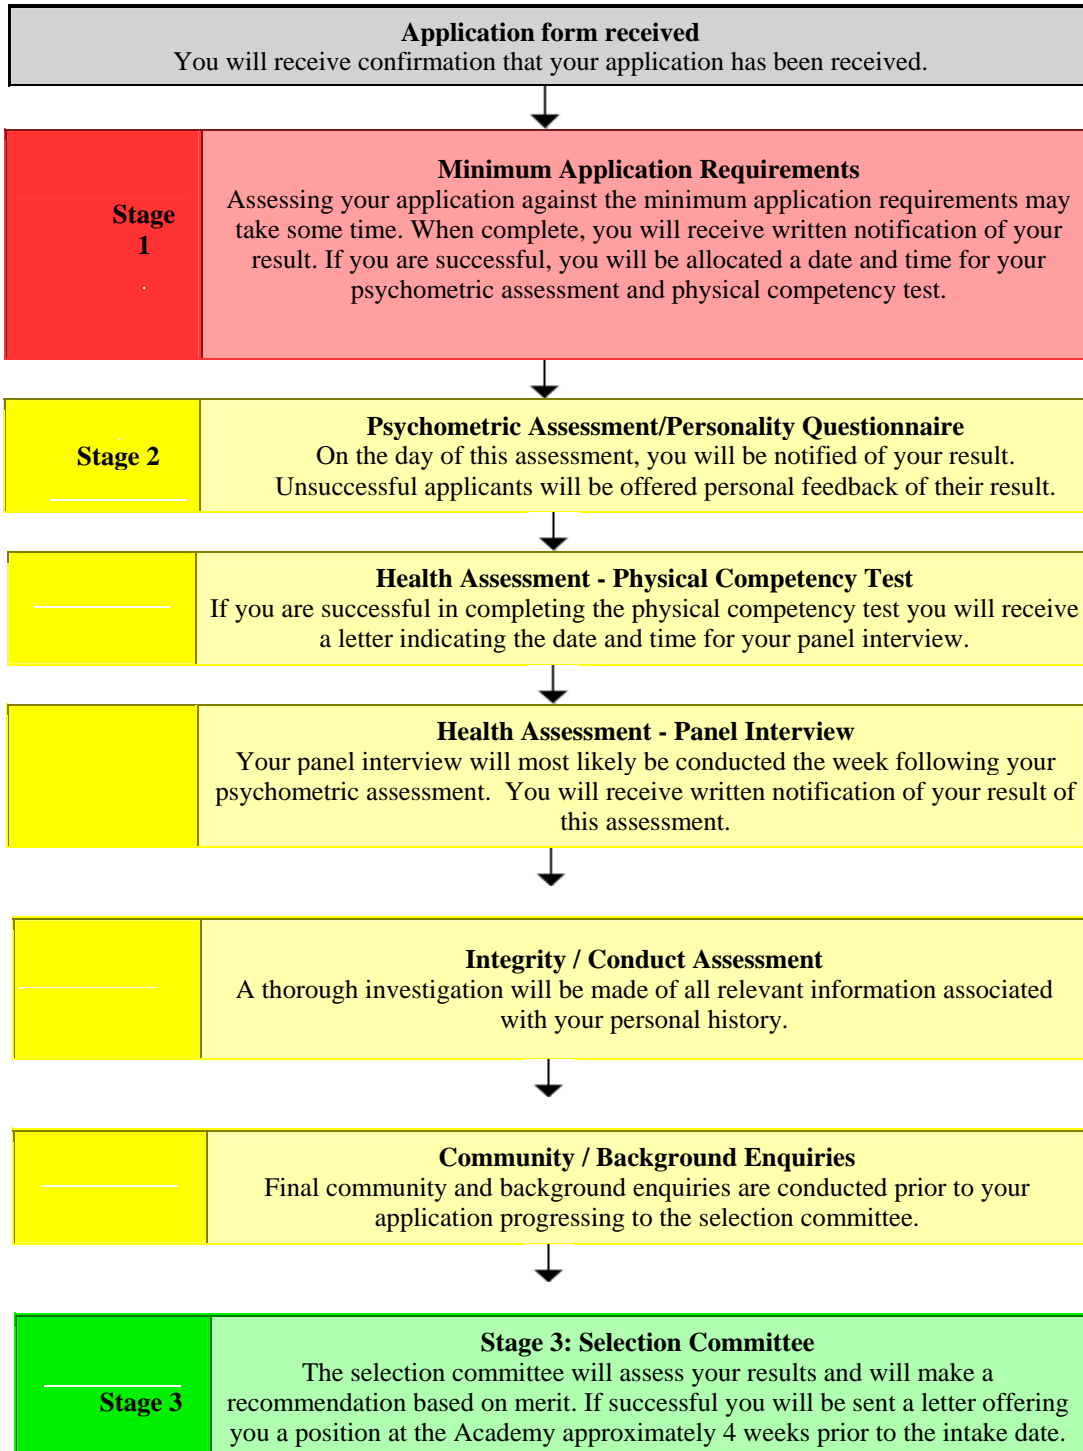 Application form received
You will receive confirmation that your application has been received.
Stage
1
Minimum Application Requirements
Assessing your application against the minimum application requirements may
take some time. When complete, you will receive written notification of your
result. If you are successful, you will be allocated a date and time for your
psychometric assessment and physical competency test.
Stage 2
Psychometric Assessment/Personality Questionnaire
On the day of this assessment, you will be notified of your result.
Unsuccessful applicants will be offered personal feedback of their result.
Health Assessment - Physical Competency Test
If you are successful in completing the physical competency test you will receive
a letter indicating the date and time for your panel interview.
Health Assessment - Panel Interview
Your panel interview will most likely be conducted the week following your
psychometric assessment.  You will receive written notification of your result of
this assessment.
Integrity / Conduct Assessment
A thorough investigation will be made of all relevant information associated
with your personal history.
Community / Background Enquiries
Final community and background enquiries are conducted prior to your
application progressing to the selection committee.
Stage 3
Stage 3: Selection Committee
The selection committee will assess your results and will make a
recommendation based on merit. If successful you will be sent a letter offering
you a position at the Academy approximately 4 weeks prior to the intake date.